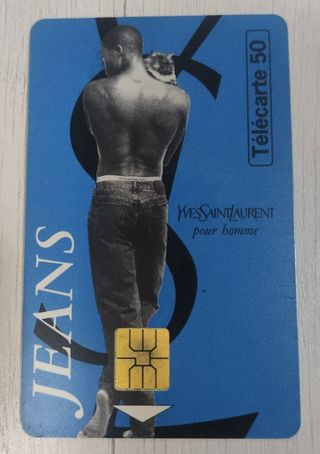 Télécarte 50
YVESSAINTLAURENT
pour homme
JEANS